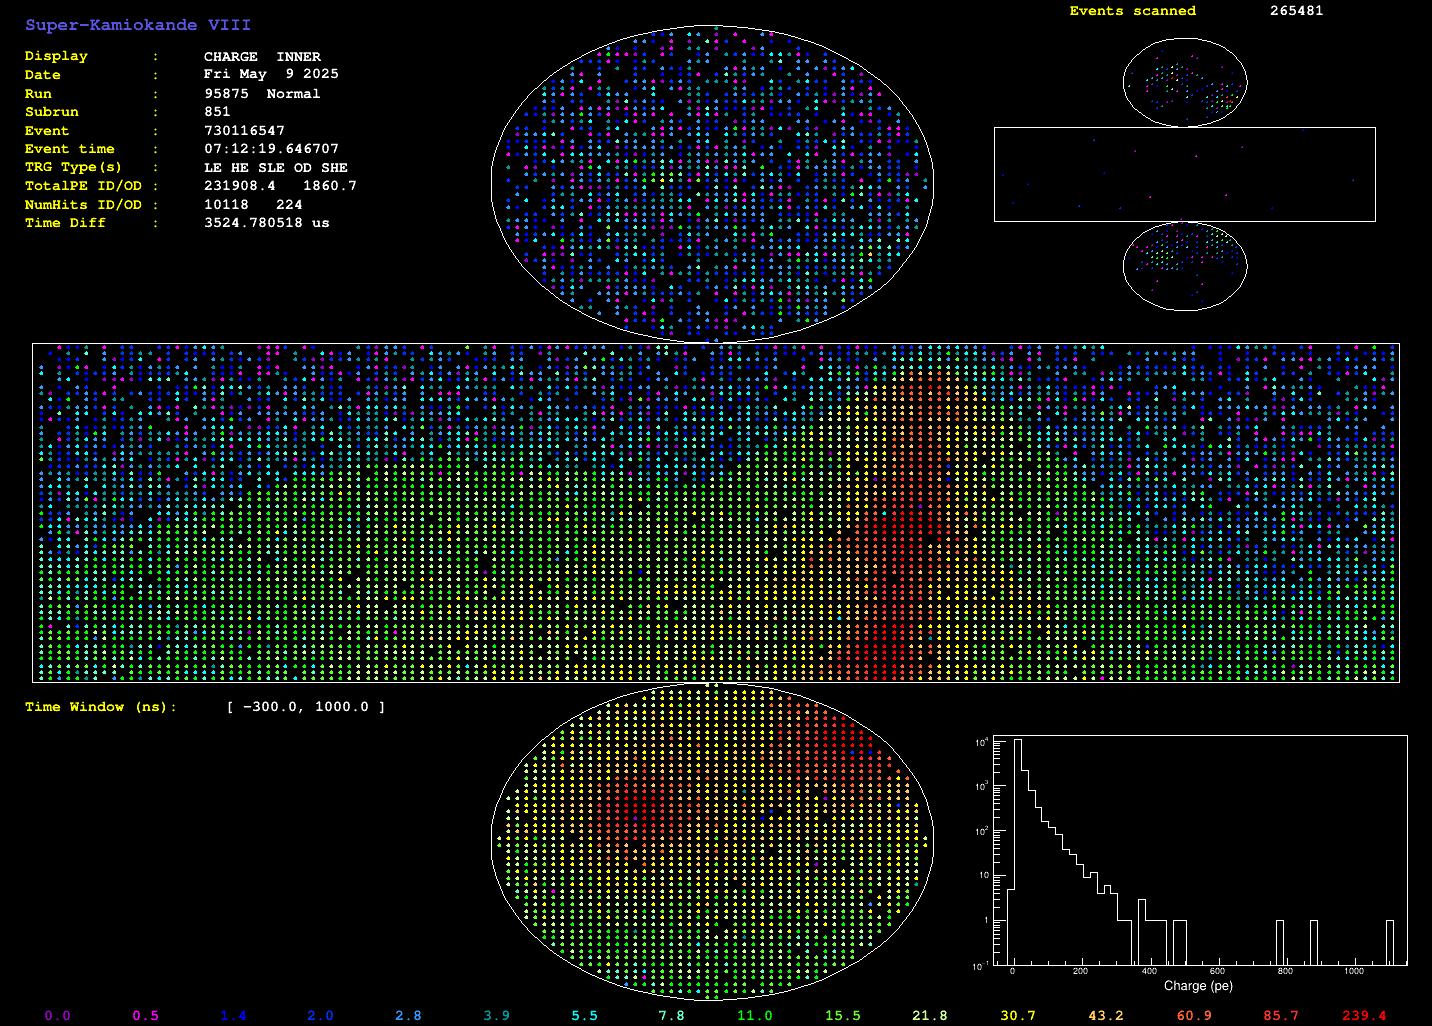 Super-Kamiokande VIII
Events scanned 265481
Display : CHARGE INNER
Date : Fri May 9 2025
Run : 95875 Normal
Subrun : 851
Event : 730116547
Event time : 07:12:19.646707
TRG Type(s) : LE HE SLE OD SHE
TotalPE ID/OD : 231908.4 1860.7
NumHits ID/OD : 10118 224
Time Diff : 3524.780518 us
Time Window (ns): [ -300.0, 1000.0 ]
10^4
10^3
10^2
10
1
10^-1
0 200 400 600 800 1000
Charge (pe)
0.0 0.5 1.4 2.0 2.8 3.9 5.5 7.8 11.0 15.5 21.8 30.7 43.2 60.9 85.7 239.4